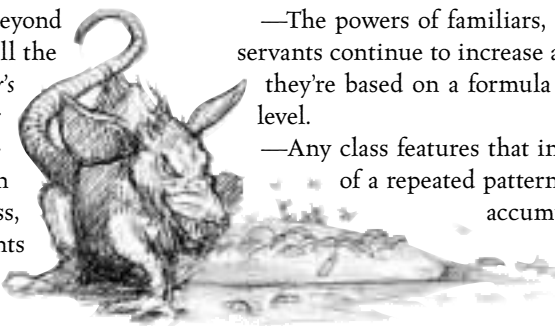 eyond
ll the
r's
n
ss,
nts
—The powers of familiars,
servants continue to increase a
they're based on a formula
level.
—Any class features that in
of a repeated pattern
accum